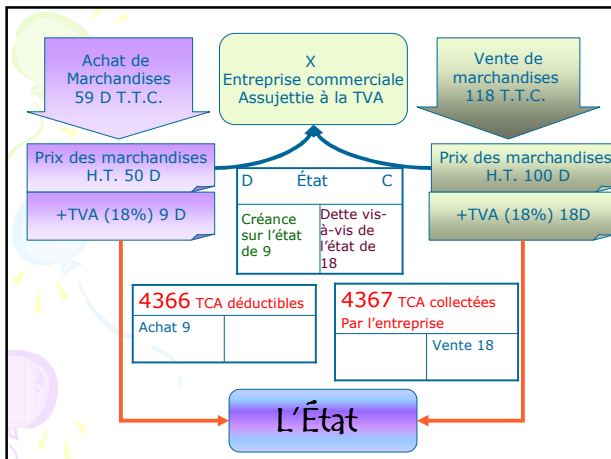 Achat de
Marchandises
59 D T.T.C.
X
Entreprise commerciale
Assujettie à la TVA
Vente de
marchandises
118 T.T.C.
Prix des marchandises
H.T. 50 D
+TVA (18%) 9 D
Prix des marchandises
H.T. 100 D
+TVA (18%) 18D
D État C
Créance
sur l'état
de 9
Dette vis-
à-vis de
l'état de
18
4366 TCA déductibles
Achat 9
4367 TCA collectées
Par l'entreprise
Vente 18
L'État